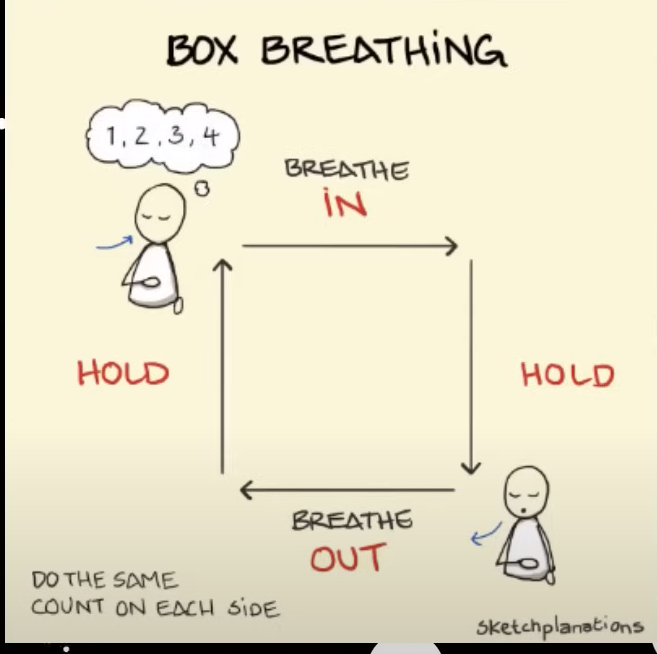 BOX BREATHING
1, 2, 3, 4
BREATHE
IN
HOLD
HOLD
BREATHE
OUT
DO THE SAME
COUNT ON EACH SIDE
sketchplanations